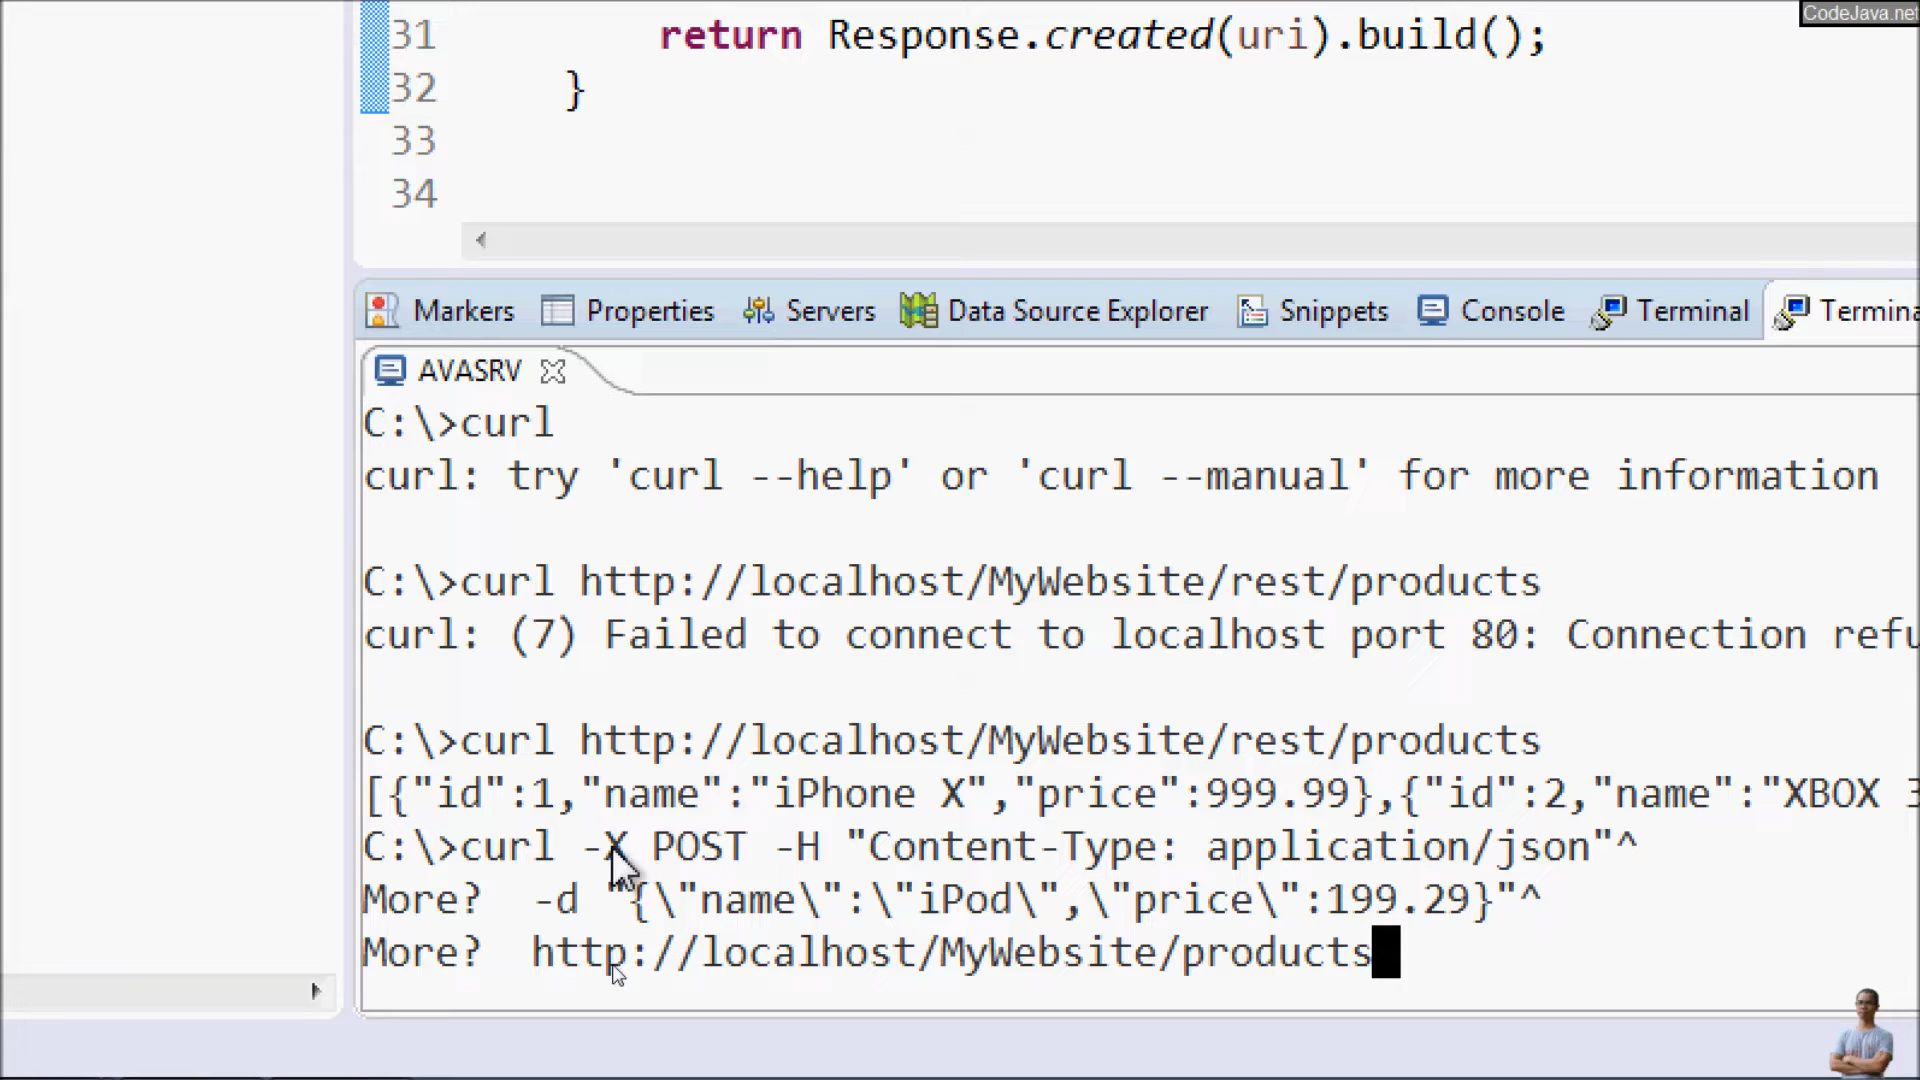 CodeJava.net
31 return Response.created(uri).build();
32 }
33
34
Markers Properties Servers Data Source Explorer Snippets Console Terminal Termina
AVASRV
C:\>curl
curl: try 'curl --help' or 'curl --manual' for more information
C:\>curl http://localhost/MyWebsite/rest/products
curl: (7) Failed to connect to localhost port 80: Connection refu
C:\>curl http://localhost/MyWebsite/rest/products
[{"id":1,"name":"iPhone X","price":999.99},{"id":2,"name":"XBOX 3
C:\>curl -X POST -H "Content-Type: application/json"^
More? -d "{\"name\":\"iPod\",\"price\":199.29}"^
More? http://localhost/MyWebsite/products